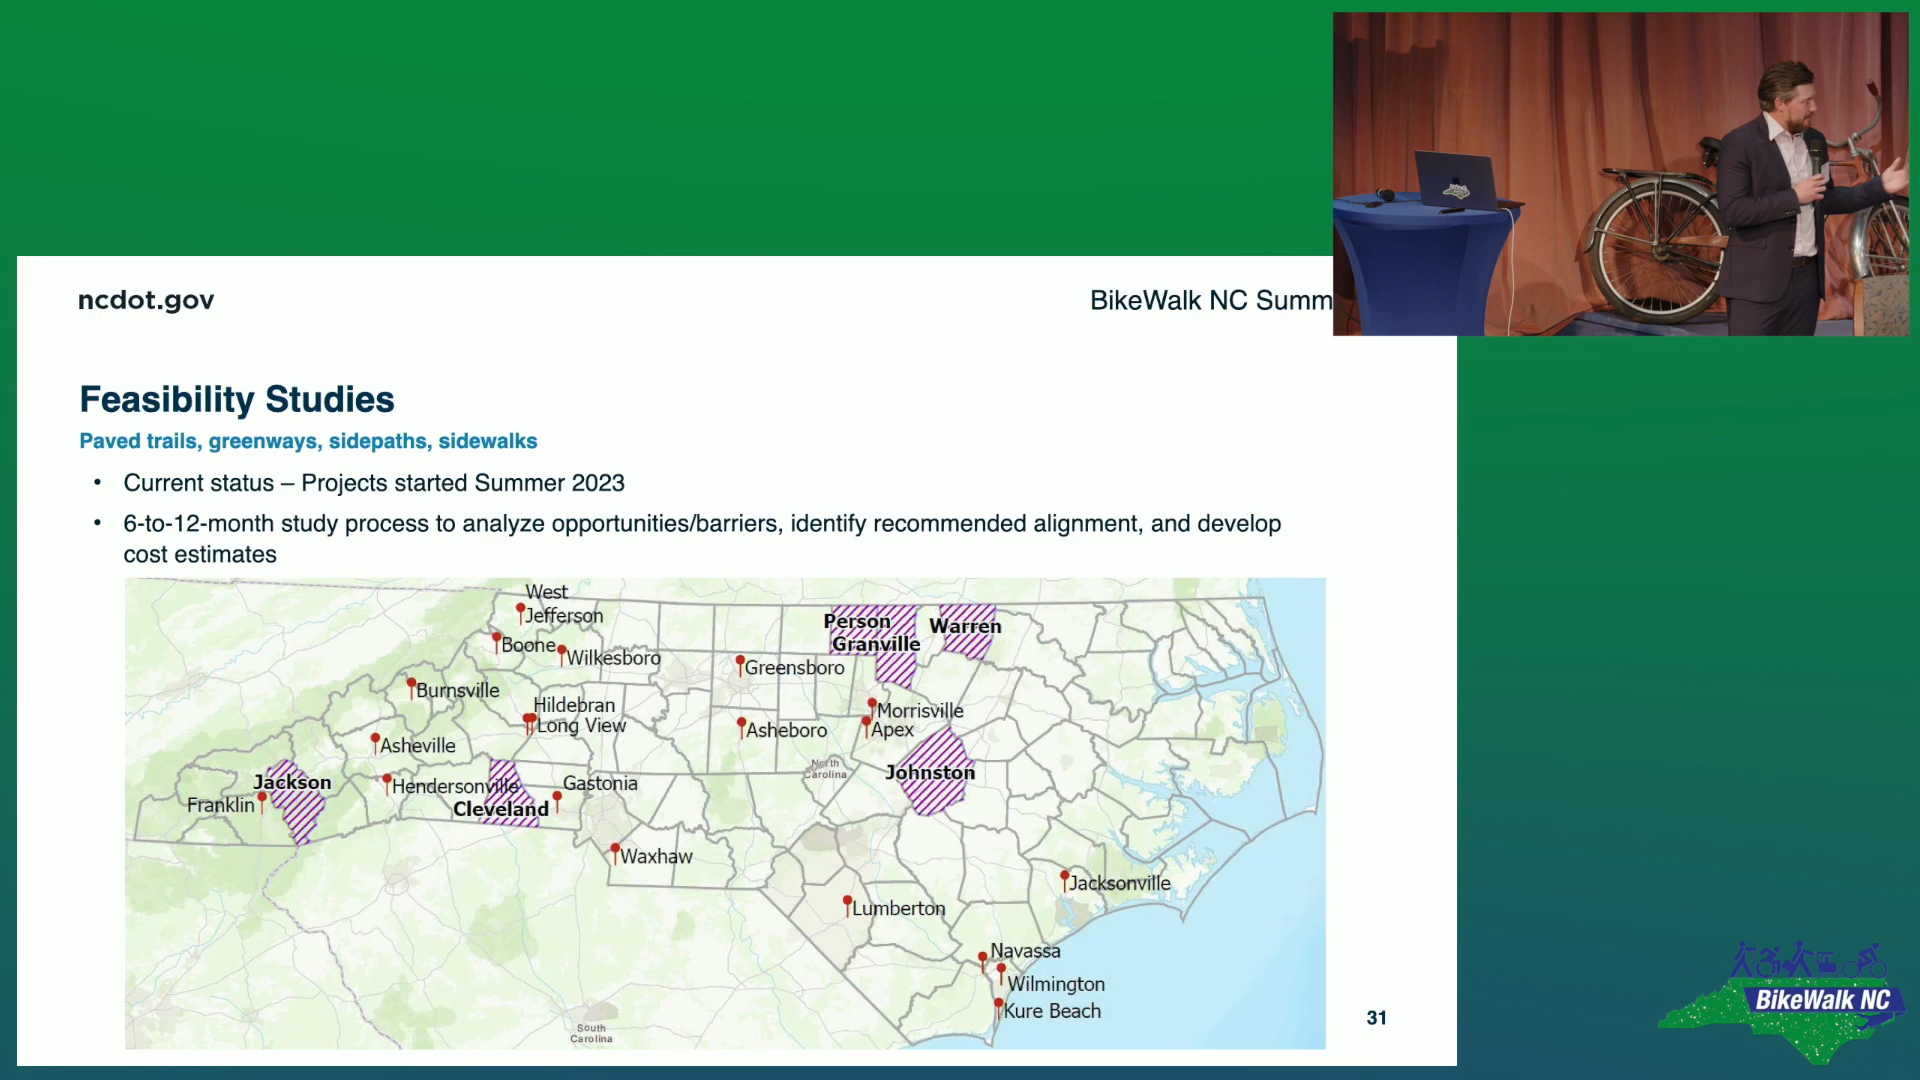 ncdot.gov
BikeWalk NC Summ
Feasibility Studies
Paved trails, greenways, sidepaths, sidewalks
• Current status – Projects started Summer 2023
• 6-to-12-month study process to analyze opportunities/barriers, identify recommended alignment, and develop
cost estimates
West
Jefferson
Boone
Wilkesboro
Burnsville
Hildebran
Long View
Asheville
Jackson
Franklin
Hendersonville
Cleveland
Gastonia
Waxhaw
Greensboro
Asheboro
Person
Granville
Warren
Morrisville
Apex
North
Carolina
Johnston
Jacksonville
Lumberton
Navassa
Wilmington
Kure Beach
South
Carolina
31
BikeWalk NC